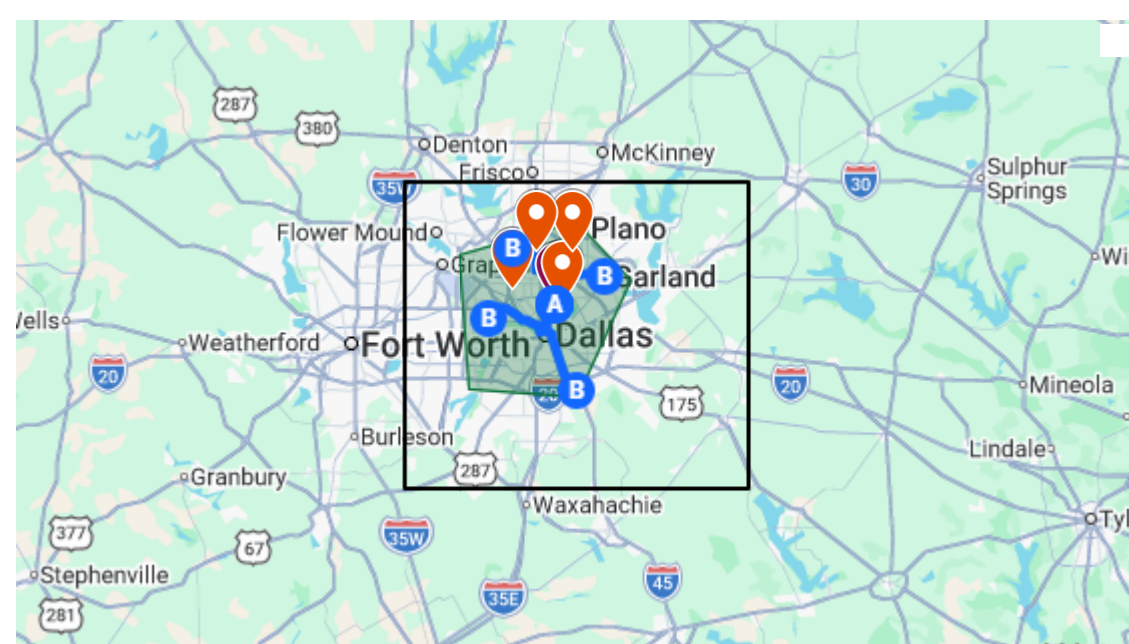 287
380
Denton
McKinney
Frisco
35W
30
Sulphur
Springs
Flower Mound
Plano
B
Grap
B
Garland
Wi
A
Wells
B
Dallas
Weatherford
Fort Worth
20
20
20
B
175
Mineola
Burleson
Lindale
287
Granbury
Waxahachie
377
67
35W
Tyl
Stephenville
35E
45
281